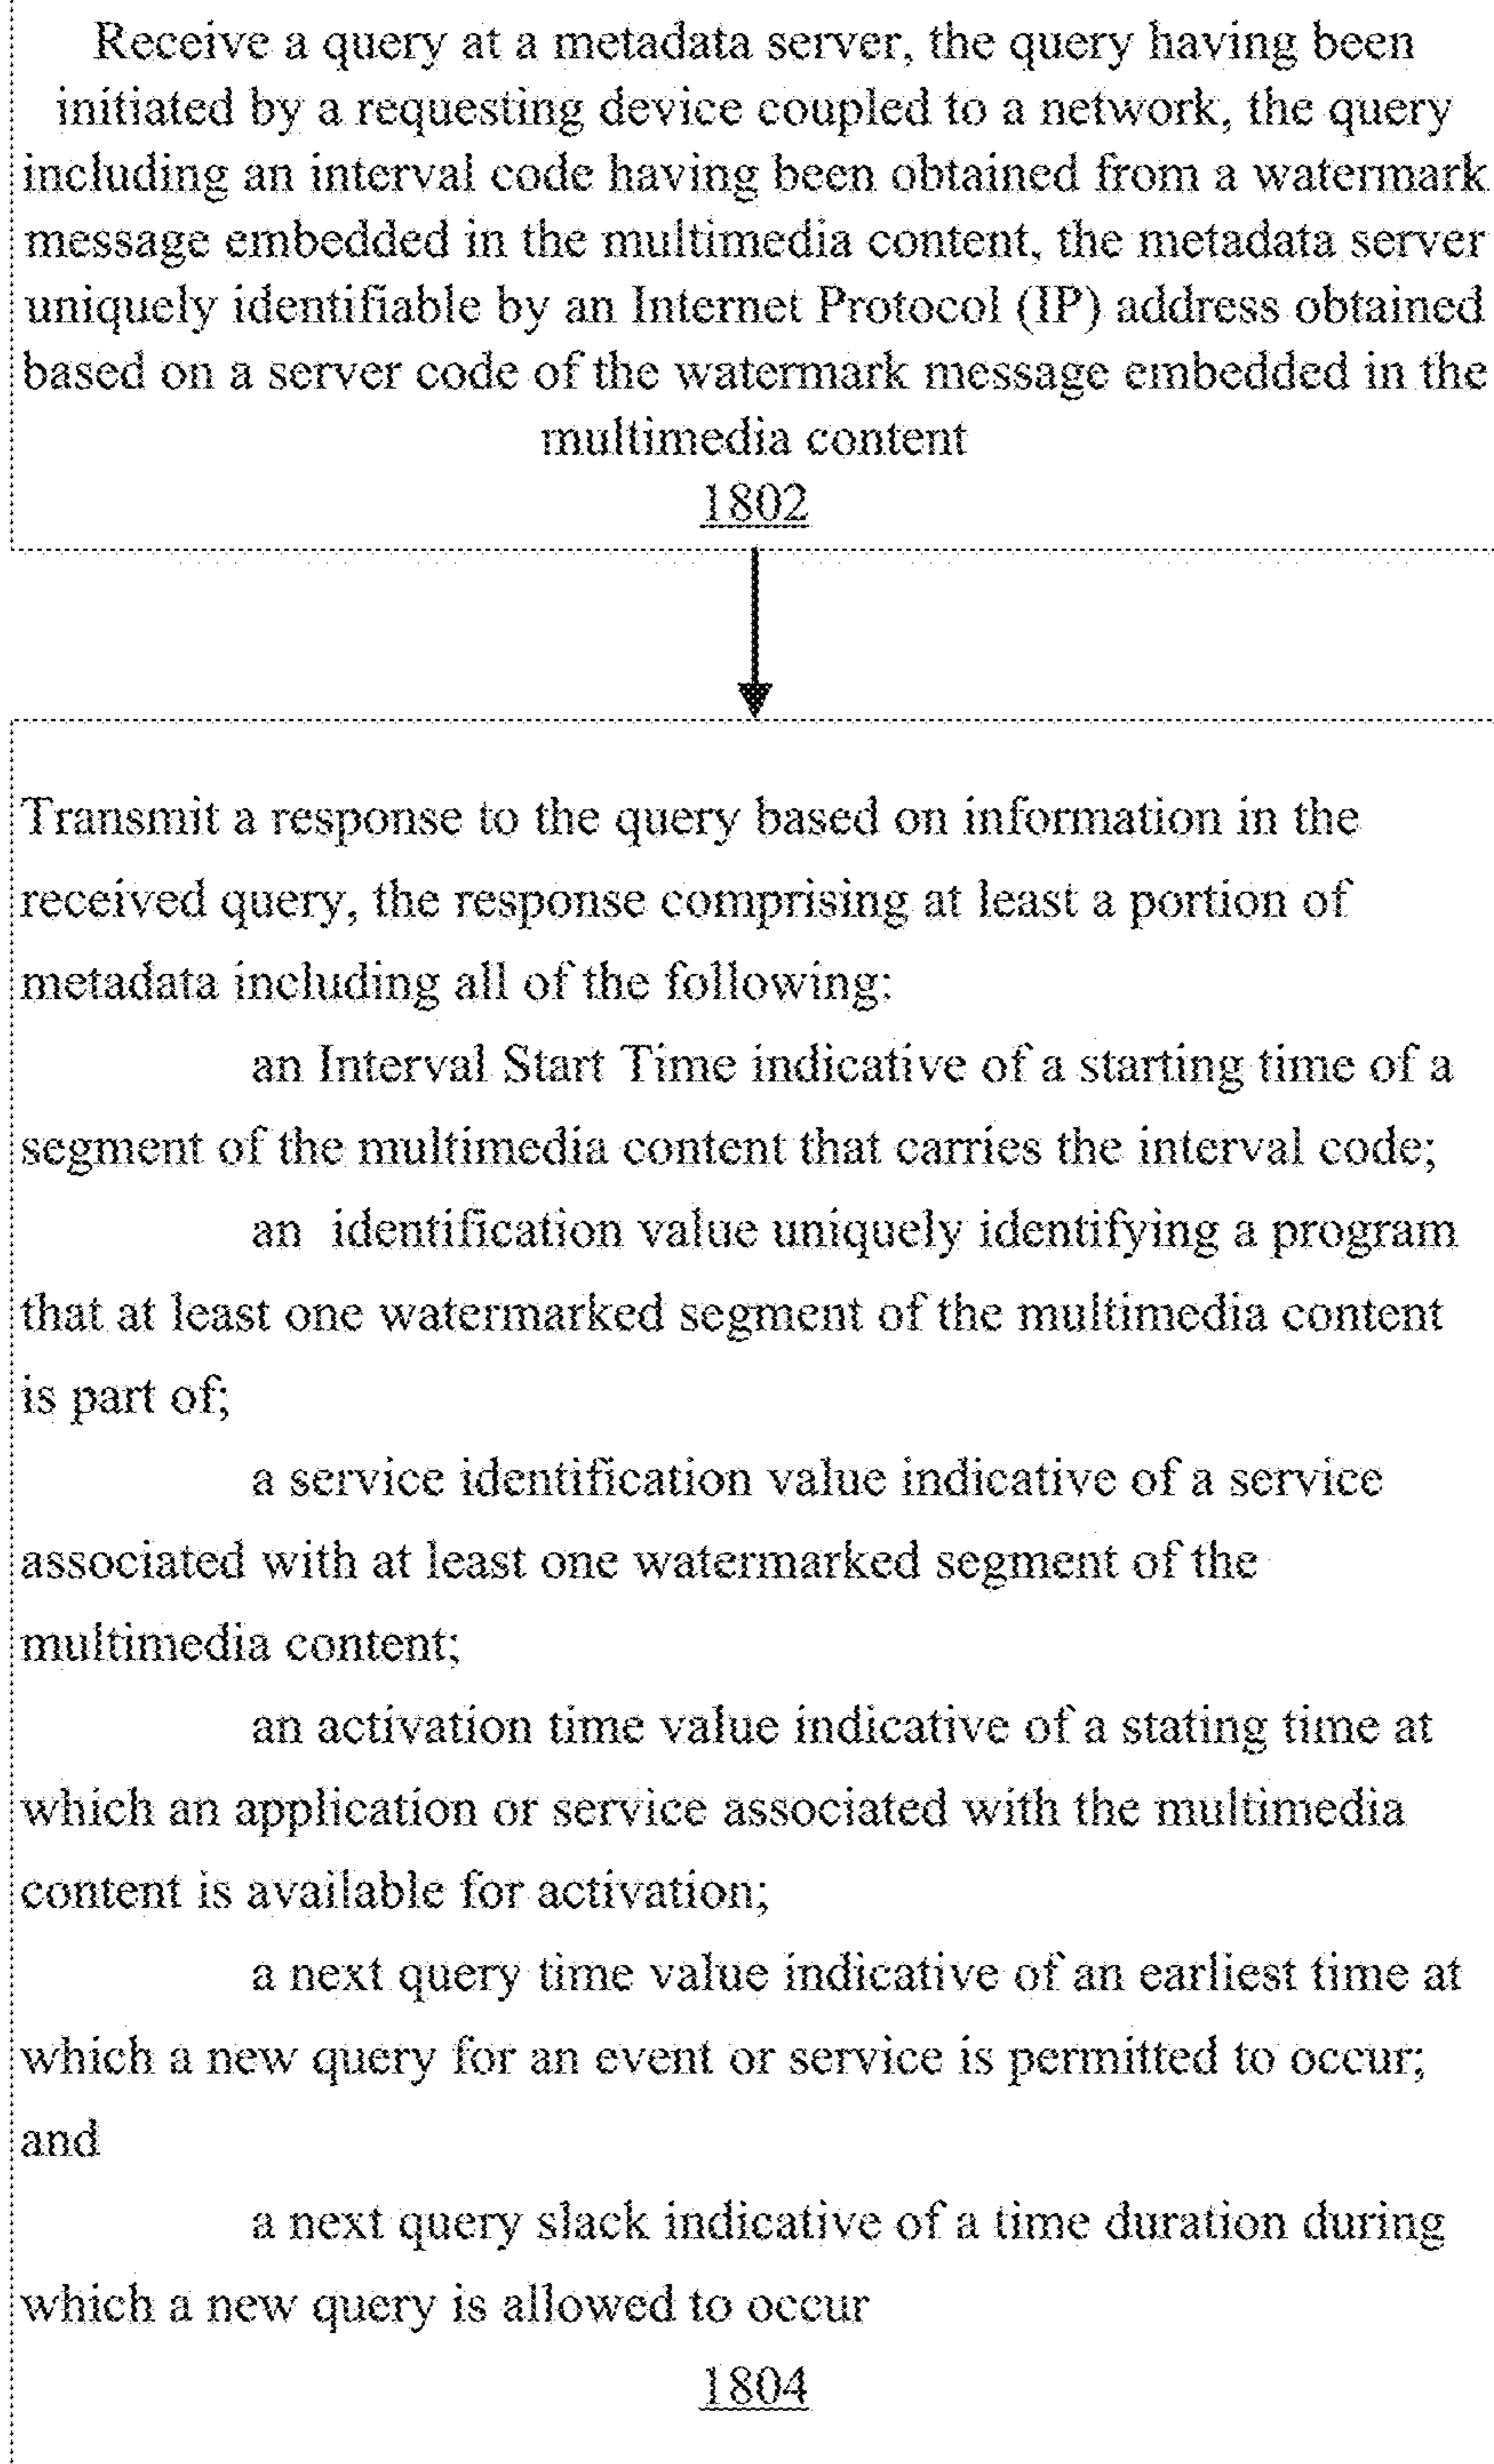 Receive a query at a metadata server, the query having been
initiated by a requesting device coupled to a network, the query
including an interval code having been obtained from a watermark
message embedded in the multimedia content, the metadata server
uniquely identifiable by an Internet Protocol (IP) address obtained
based on a server code of the watermark message embedded in the
multimedia content
1802
Transmit a response to the query based on information in the
received query, the response comprising at least a portion of
metadata including all of the following:
an Interval Start Time indicative of a starting time of a
segment of the multimedia content that carries the interval code;
an identification value uniquely identifying a program
that at least one watermarked segment of the multimedia content
is part of;
a service identification value indicative of a service
associated with at least one watermarked segment of the
multimedia content;
an activation time value indicative of a stating time at
which an application or service associated with the multimedia
content is available for activation;
a next query time value indicative of an earliest time at
which a new query for an event or service is permitted to occur;
and
a next query slack indicative of a time duration during
which a new query is allowed to occur
1804